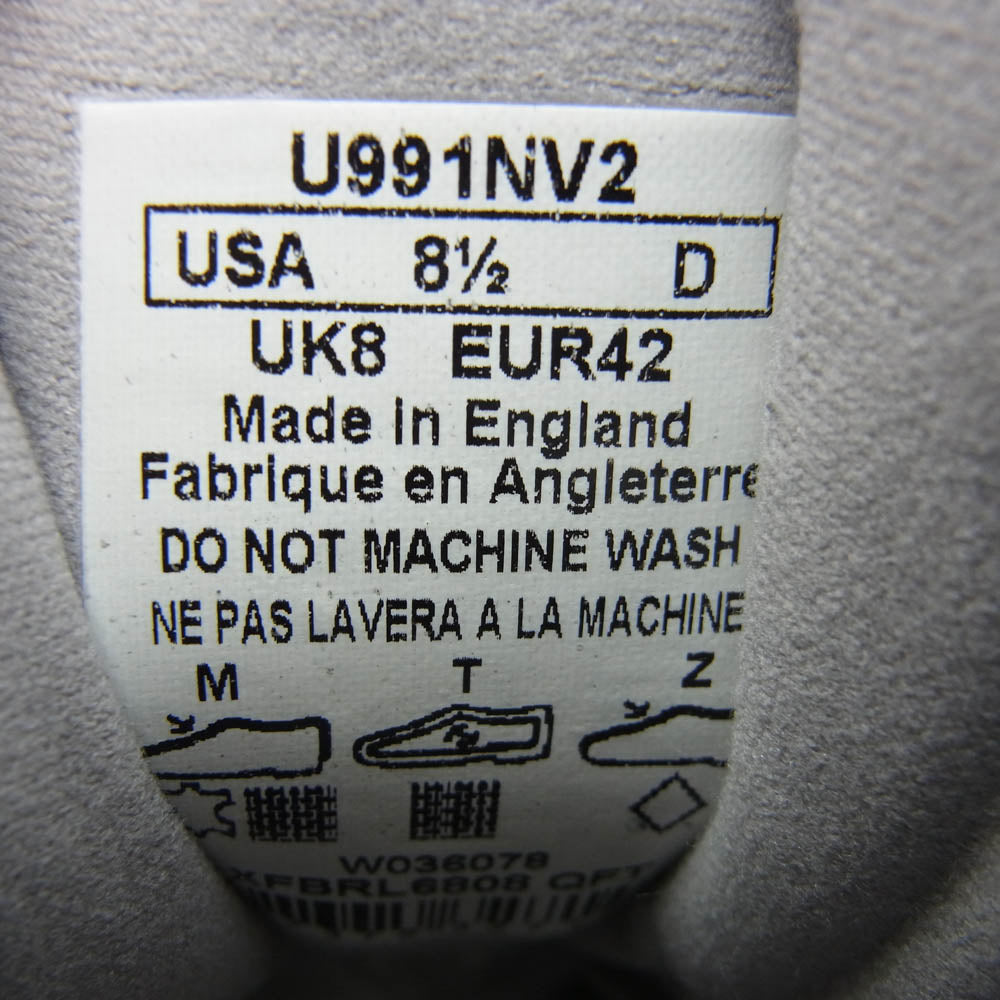 U991NV2
USA 8½ D
UK8 EUR42
Made in England
Fabrique en Angleterre
DO NOT MACHINE WASH
NE PAS LAVERA A LA MACHINE
M T Z
W036078